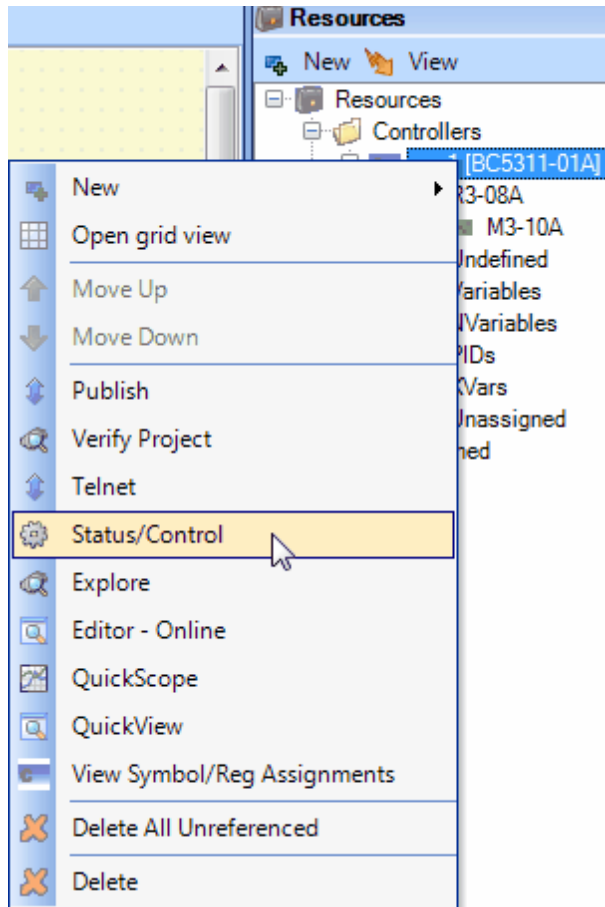 Resources
New View
Resources
Controllers
1 [BC5311-01A]
R3-08A
M3-10A
Undefined
Variables
NVariables
PIDs
XVars
Unassigned
New
Open grid view
Move Up
Move Down
Publish
Verify Project
Telnet
Status/Control
Explore
Editor - Online
QuickScope
QuickView
View Symbol/Reg Assignments
Delete All Unreferenced
Delete